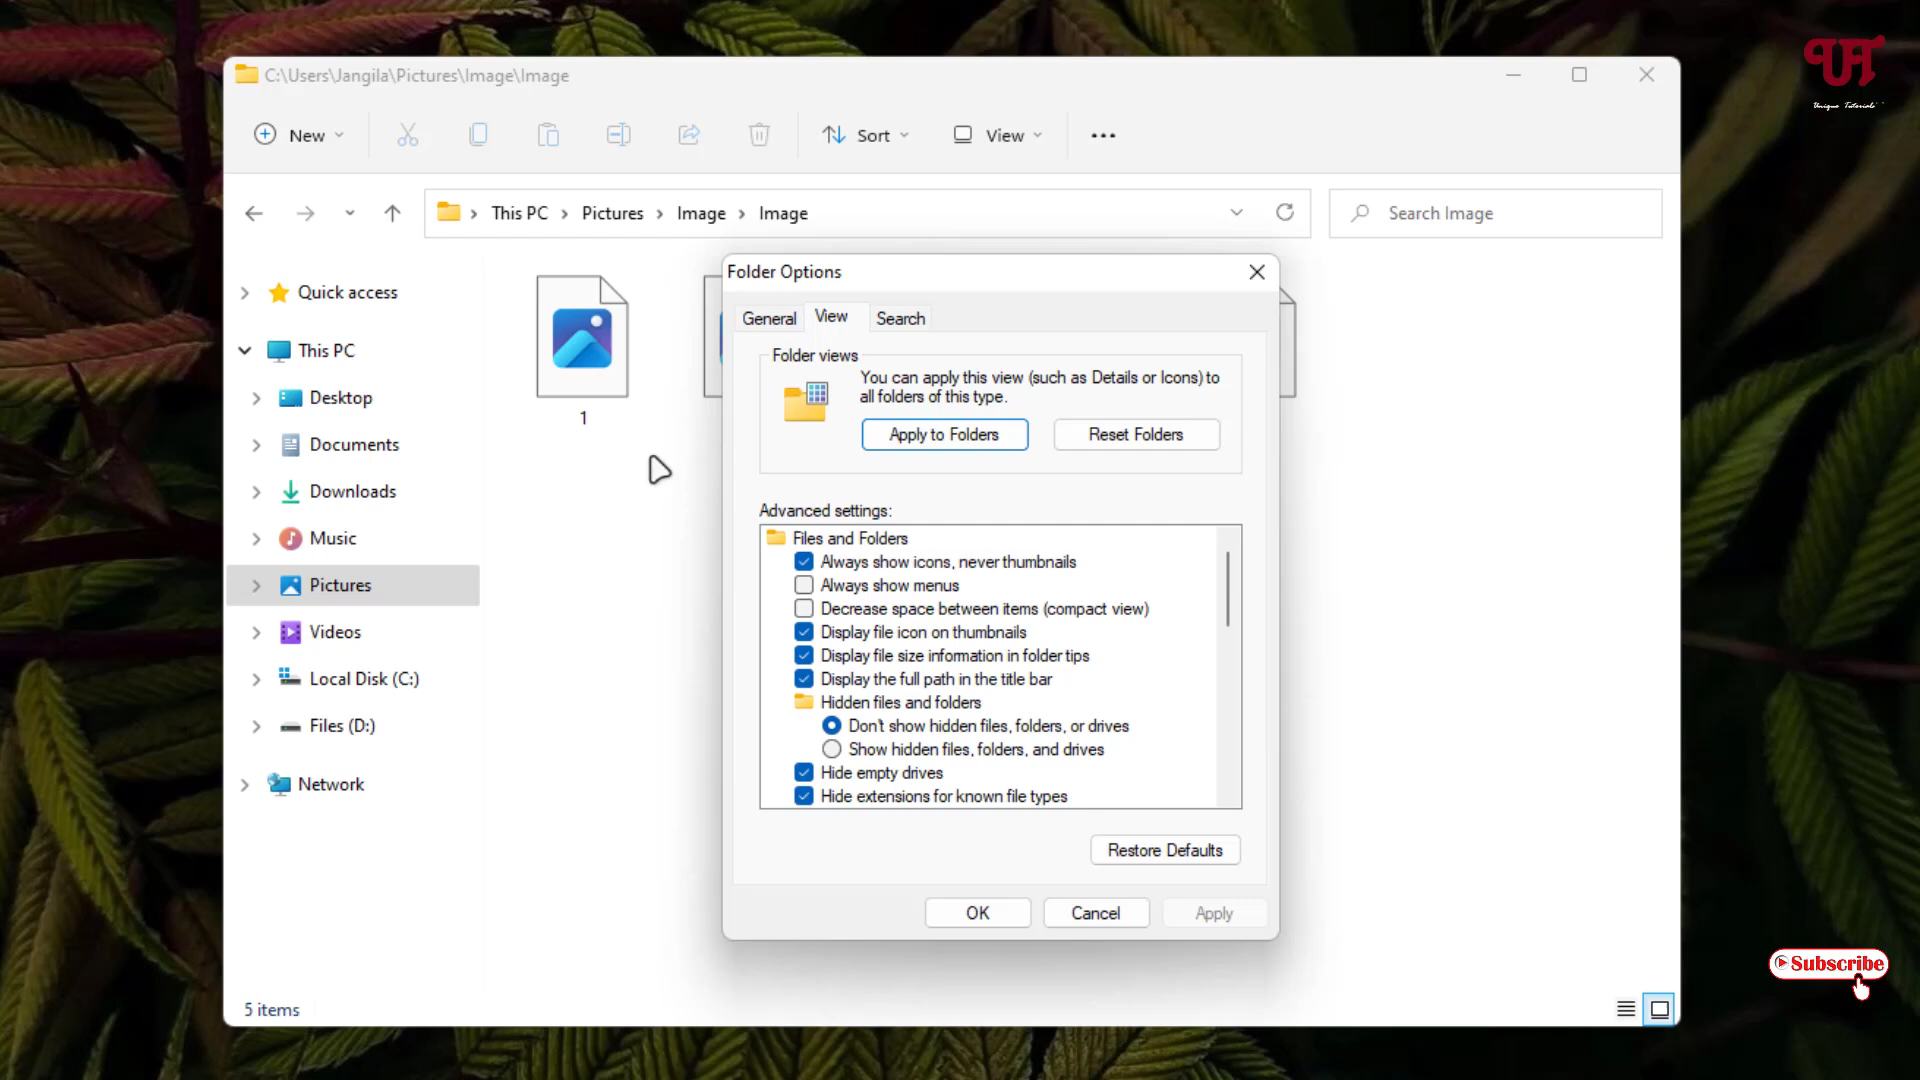 C:\Users\Jangila\Pictures\Image\Image
New
Sort
View
This PC
Pictures
Image
Image
Search Image
Quick access
This PC
Desktop
Documents
Downloads
Music
Pictures
Videos
Local Disk (C:)
Files (D:)
Network
1
Folder Options
General
View
Search
Folder views
You can apply this view (such as Details or Icons) to
all folders of this type.
Apply to Folders
Reset Folders
Advanced settings:
Files and Folders
Always show icons, never thumbnails
Always show menus
Decrease space between items (compact view)
Display file icon on thumbnails
Display file size information in folder tips
Display the full path in the title bar
Hidden files and folders
Don't show hidden files, folders, or drives
Show hidden files, folders, and drives
Hide empty drives
Hide extensions for known file types
Restore Defaults
OK
Cancel
Apply
5 items
UT
Unique Tutorials
Subscribe